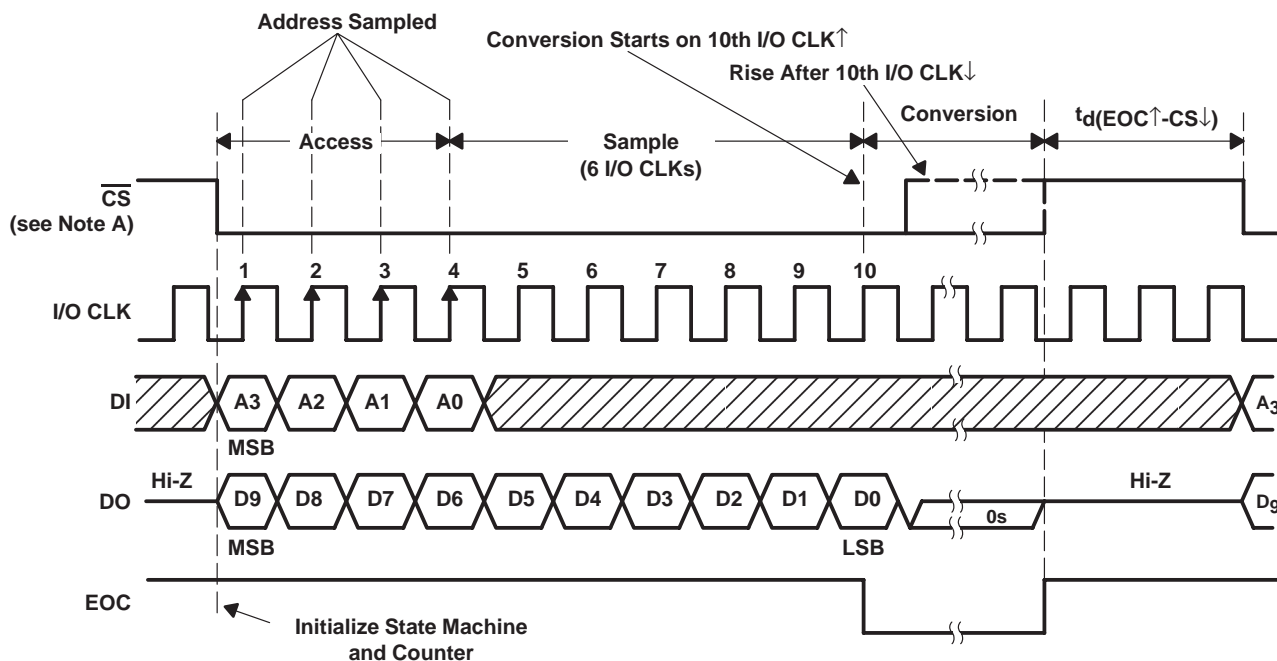 Address Sampled
Conversion Starts on 10th I/O CLK↑
Rise After 10th I/O CLK↓
Access
Sample
(6 I/O CLKs)
Conversion
td(EOC↑-CS↓)
CS
(see Note A)
1 2 3 4 5 6 7 8 9 10
I/O CLK
DI
A3 A2 A1 A0 A3
MSB
Hi-Z
Hi-Z
DO
D9 D8 D7 D6 D5 D4 D3 D2 D1 D0 0s D9
MSB
LSB
EOC
Initialize State Machine
and Counter